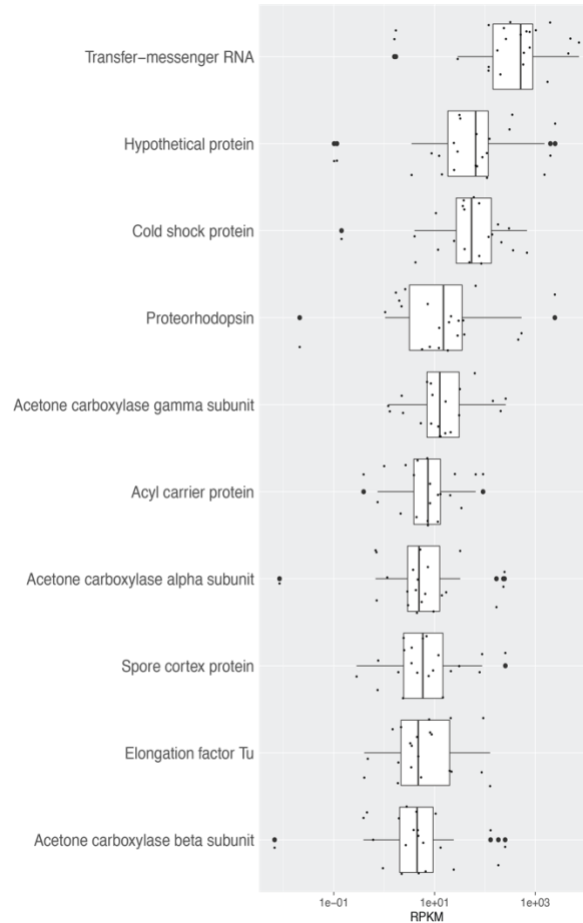 Transfer−messenger RNA
Hypothetical protein
Cold shock protein
Proteorhodopsin
Acetone carboxylase gamma subunit
Acyl carrier protein
Acetone carboxylase alpha subunit
Spore cortex protein
Elongation factor Tu
Acetone carboxylase beta subunit
1e−01 1e+01 1e+03
RPKM